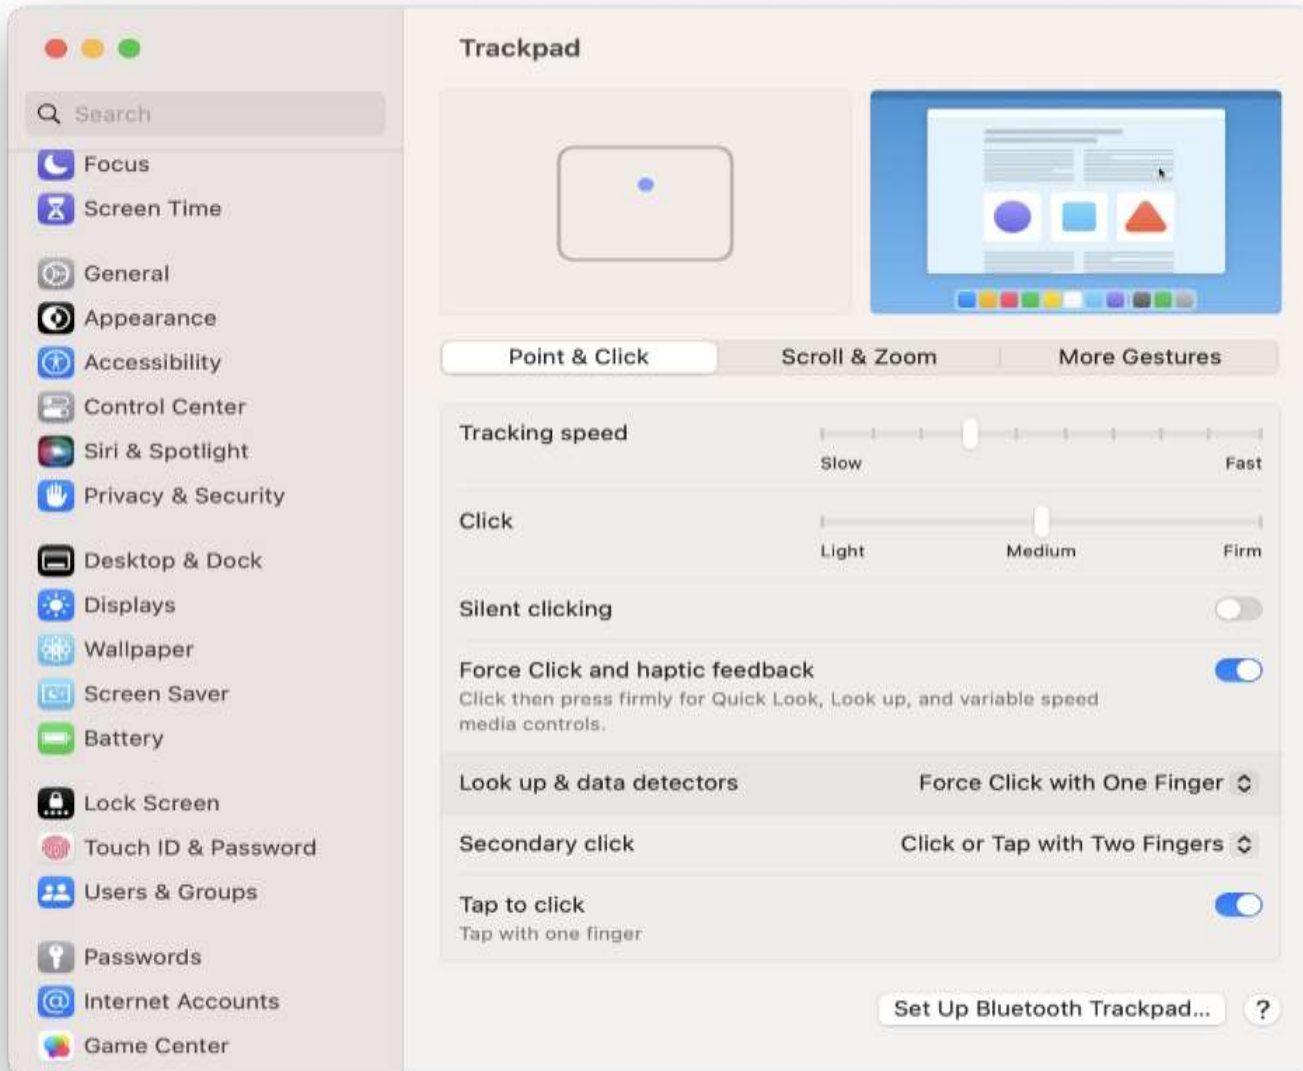 Search
Focus
Screen Time
General
Appearance
Accessibility
Control Center
Siri & Spotlight
Privacy & Security
Desktop & Dock
Displays
Wallpaper
Screen Saver
Battery
Lock Screen
Touch ID & Password
Users & Groups
Passwords
Internet Accounts
Game Center
Trackpad
Point & Click Scroll & Zoom More Gestures
Tracking speed
Slow Fast
Click
Light Medium Firm
Silent clicking
Force Click and haptic feedback
Click then press firmly for Quick Look, Look up, and variable speed
media controls.
Look up & data detectors Force Click with One Finger
Secondary click Click or Tap with Two Fingers
Tap to click
Tap with one finger
Set Up Bluetooth Trackpad... ?